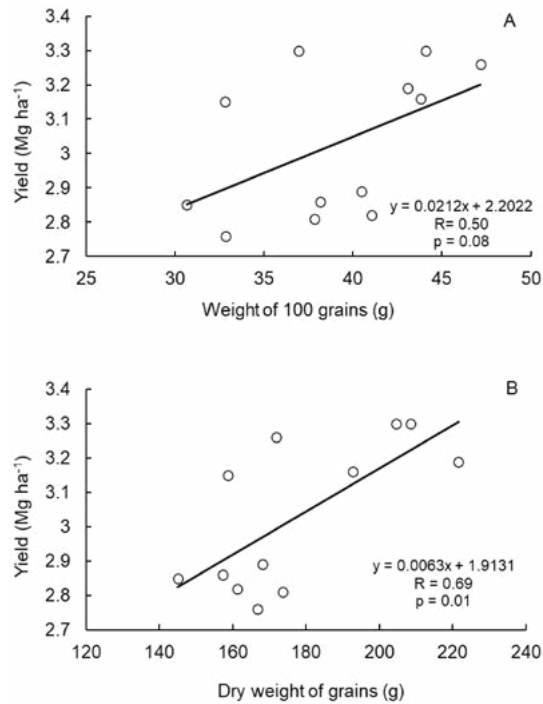 A
3.4
3.3
3.2
3.1
3
2.9
2.8
2.7
Yield (Mg ha⁻¹)
y = 0.0212x + 2.2022
R= 0.50
p = 0.08
25 30 35 40 45 50
Weight of 100 grains (g)
B
3.4
3.3
3.2
3.1
3
2.9
2.8
2.7
Yield (Mg ha⁻¹)
y = 0.0063x + 1.9131
R = 0.69
p = 0.01
120 140 160 180 200 220 240
Dry weight of grains (g)